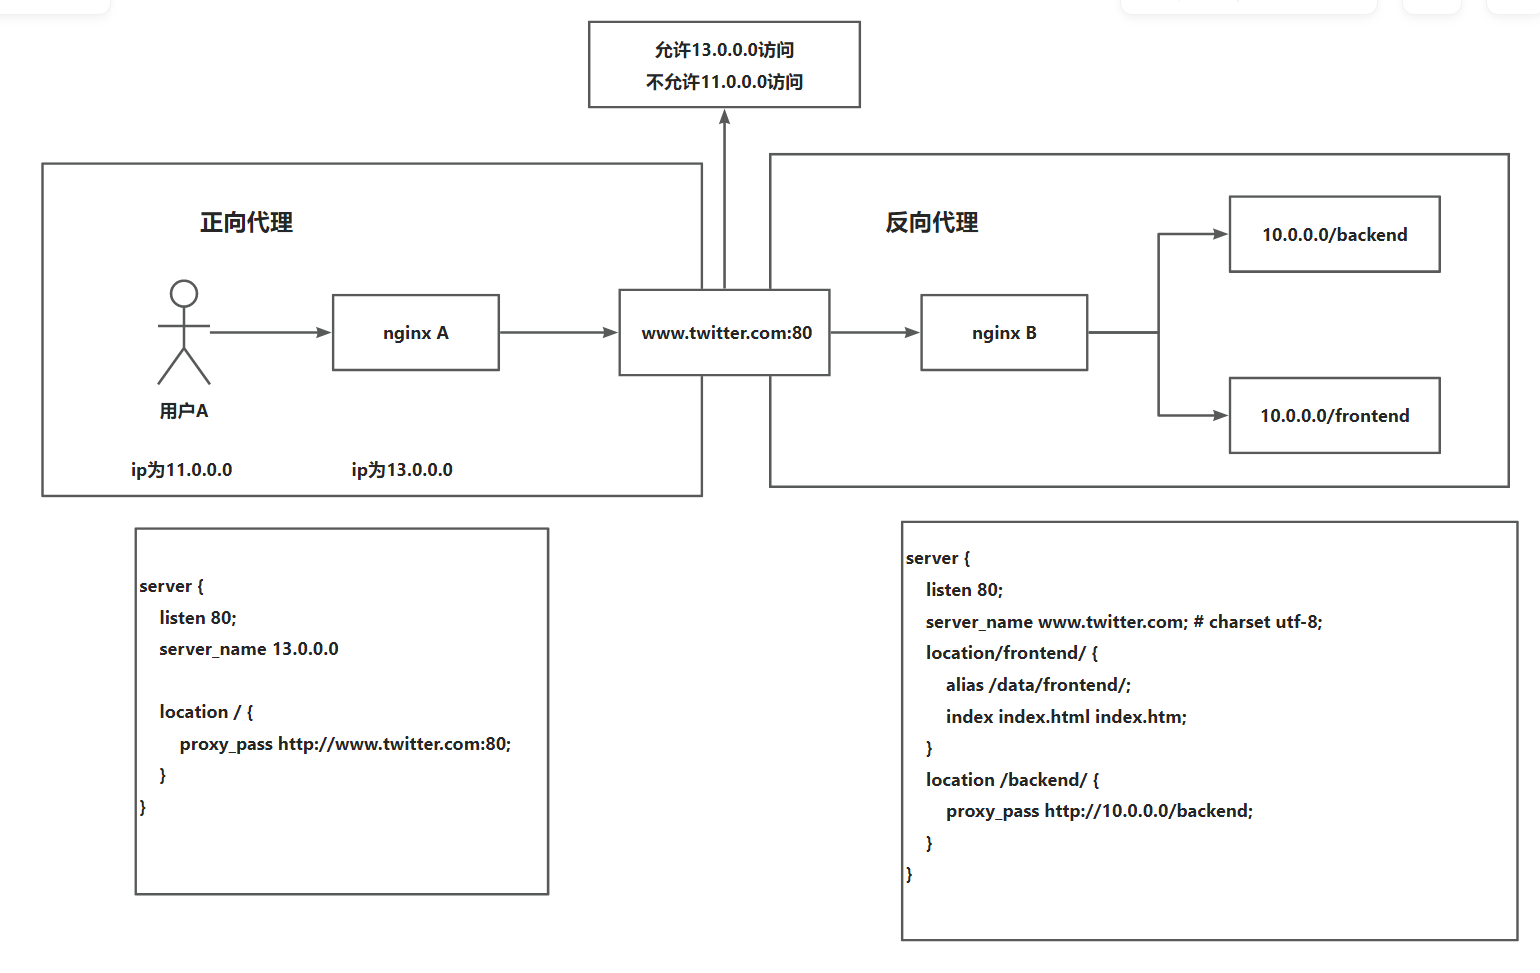 允许13.0.0.0访问
不允许11.0.0.0访问
正向代理
反向代理
10.0.0.0/backend
nginx A
www.twitter.com:80
nginx B
用户A
10.0.0.0/frontend
ip为11.0.0.0
ip为13.0.0.0
server {
listen 80;
server_name 13.0.0.0
location / {
proxy_pass http://www.twitter.com:80;
}
}
server {
listen 80;
server_name www.twitter.com; # charset utf-8;
location/frontend/ {
alias /data/frontend/;
index index.html index.htm;
}
location /backend/ {
proxy_pass http://10.0.0.0/backend;
}
}